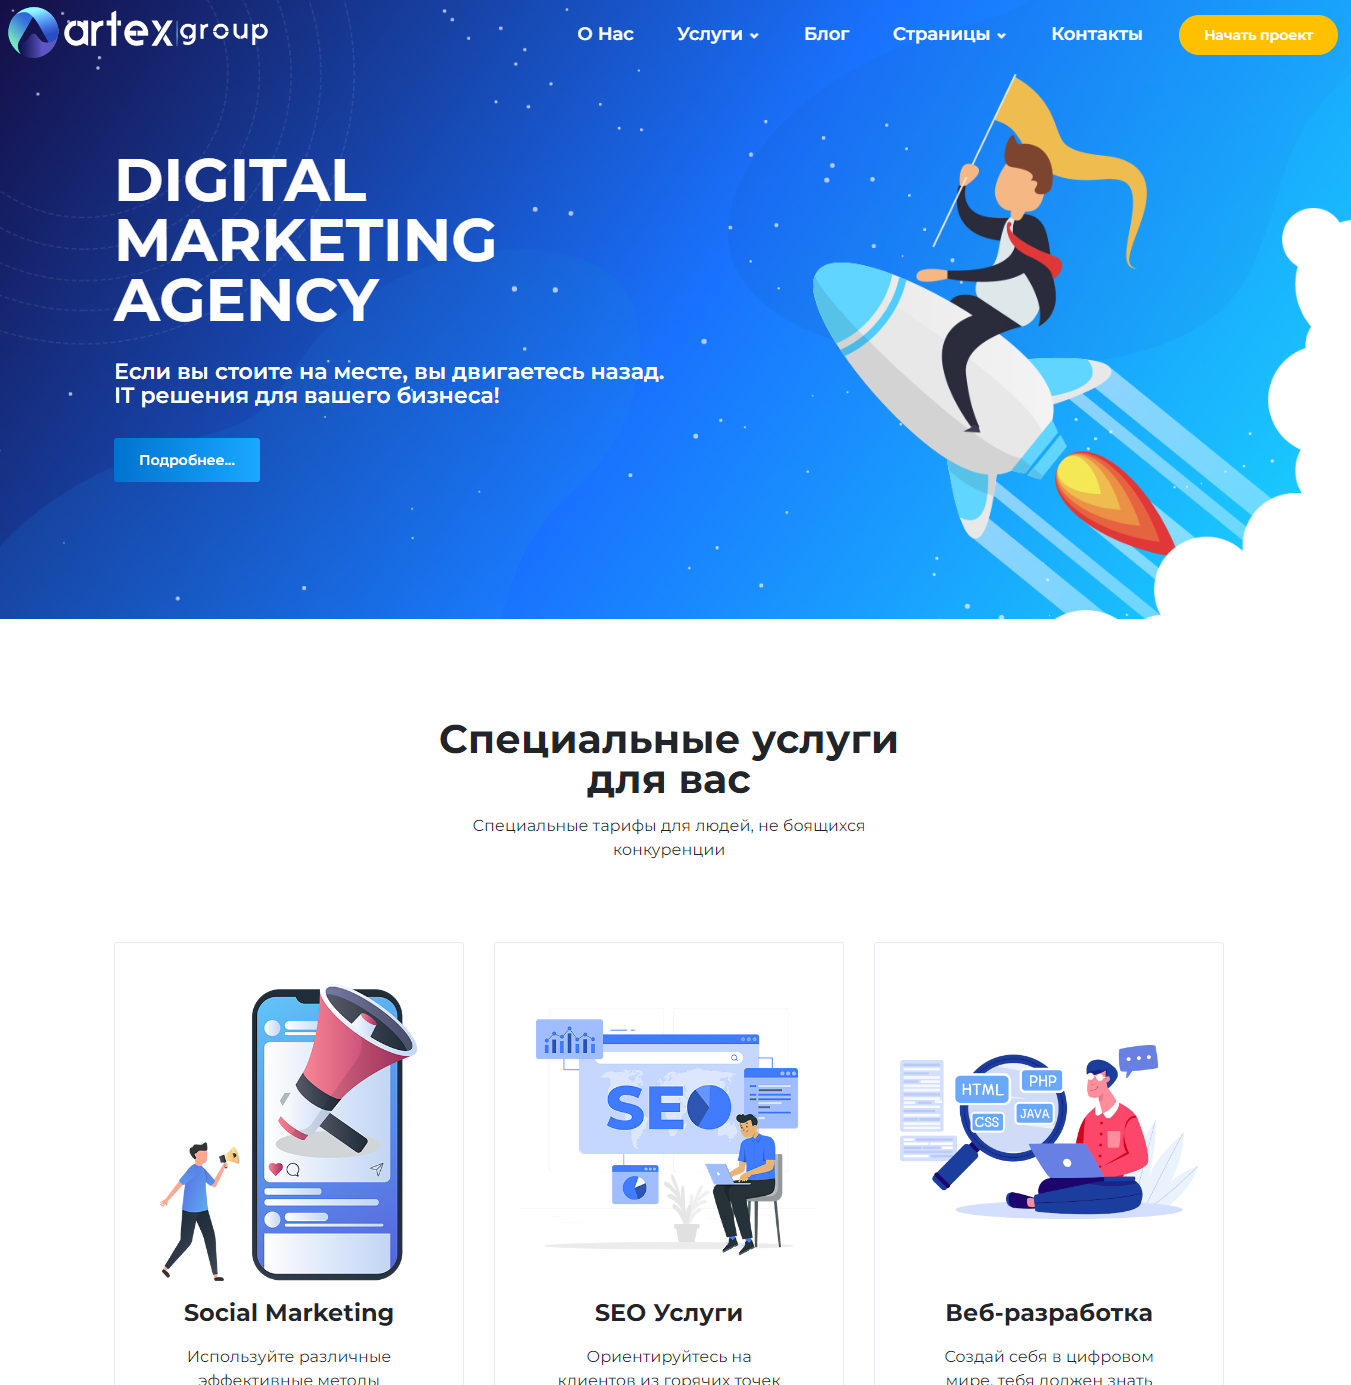 artex group
О Нас Услуги Блог Страницы Контакты Начать проект
DIGITAL
MARKETING
AGENCY
Если вы стоите на месте, вы двигаетесь назад.
IT решения для вашего бизнеса!
Подробнее...
Специальные услуги
для вас
Специальные тарифы для людей, не боящихся
конкуренции
SEO
HTML
PHP
CSS
JAVA
Social Marketing
SEO Услуги
Веб-разработка
Используйте различные
эффективные методы
Ориентируйтесь на
клиентов из горячих точек
Создай себя в цифровом
мире, тебя должен знать